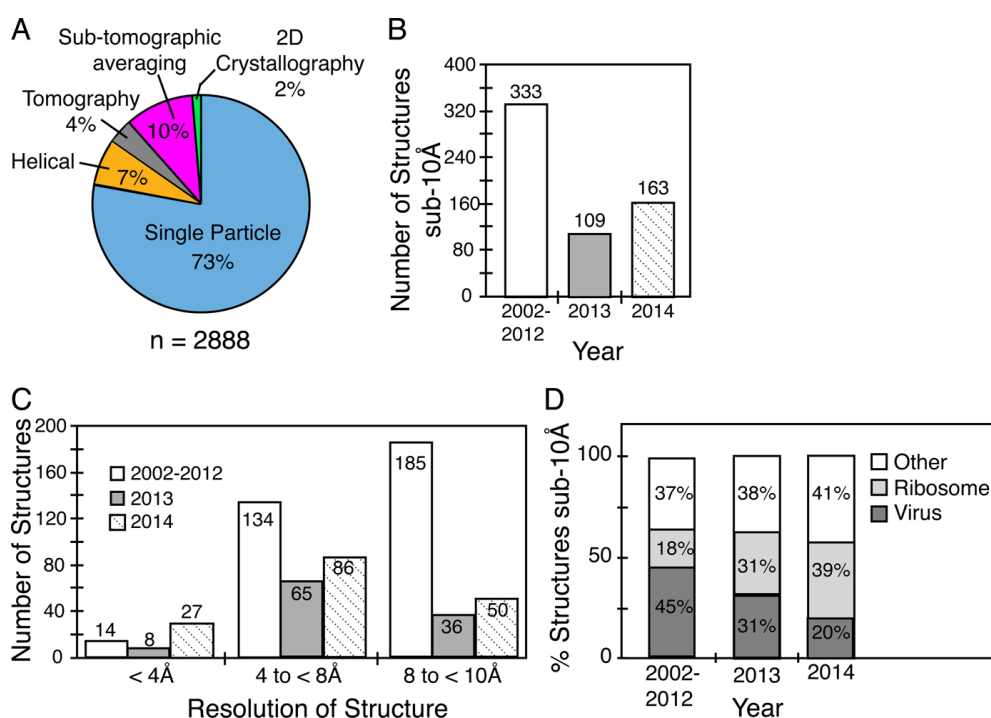 A
Sub-tomographic
averaging
2D
Crystallography
2%
Tomography
4%
10%
Helical
7%
Single Particle
73%
n = 2888
B
Number of Structures
sub-10Å
400
320
240
160
80
0
333
109
163
2002-
2012
2013
2014
Year
C
Number of Structures
200
160
120
80
40
0
2002-2012
2013
2014
14
8
27
134
65
86
185
36
50
< 4Å
4 to < 8Å
8 to < 10Å
Resolution of Structure
D
% Structures sub-10Å
100
50
0
37%
18%
45%
38%
31%
31%
41%
39%
20%
Other
Ribosome
Virus
2002-
2012
2013
2014
Year